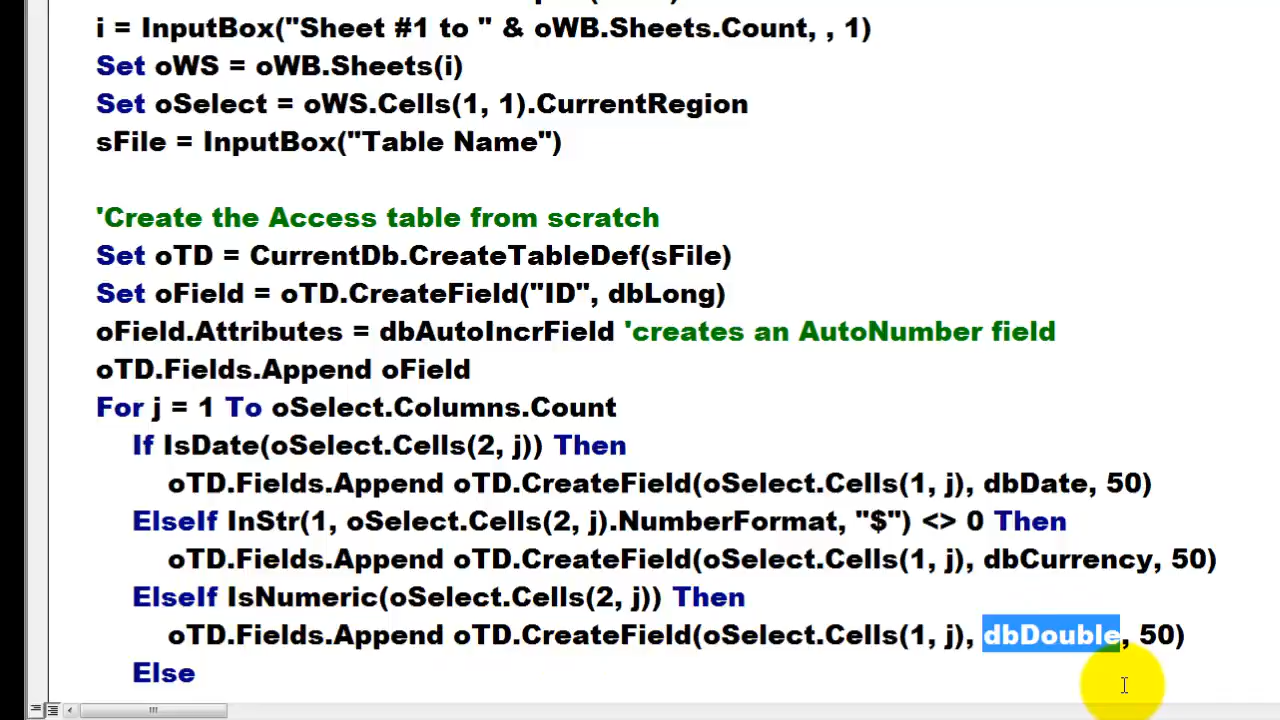 i = InputBox("Sheet #1 to " & oWB.Sheets.Count, , 1)
Set oWS = oWB.Sheets(i)
Set oSelect = oWS.Cells(1, 1).CurrentRegion
sFile = InputBox("Table Name")
'Create the Access table from scratch
Set oTD = CurrentDb.CreateTableDef(sFile)
Set oField = oTD.CreateField("ID", dbLong)
oField.Attributes = dbAutoIncrField 'creates an AutoNumber field
oTD.Fields.Append oField
For j = 1 To oSelect.Columns.Count
If IsDate(oSelect.Cells(2, j)) Then
oTD.Fields.Append oTD.CreateField(oSelect.Cells(1, j), dbDate, 50)
ElseIf InStr(1, oSelect.Cells(2, j).NumberFormat, "$") <> 0 Then
oTD.Fields.Append oTD.CreateField(oSelect.Cells(1, j), dbCurrency, 50)
ElseIf IsNumeric(oSelect.Cells(2, j)) Then
oTD.Fields.Append oTD.CreateField(oSelect.Cells(1, j), dbDouble, 50)
Else